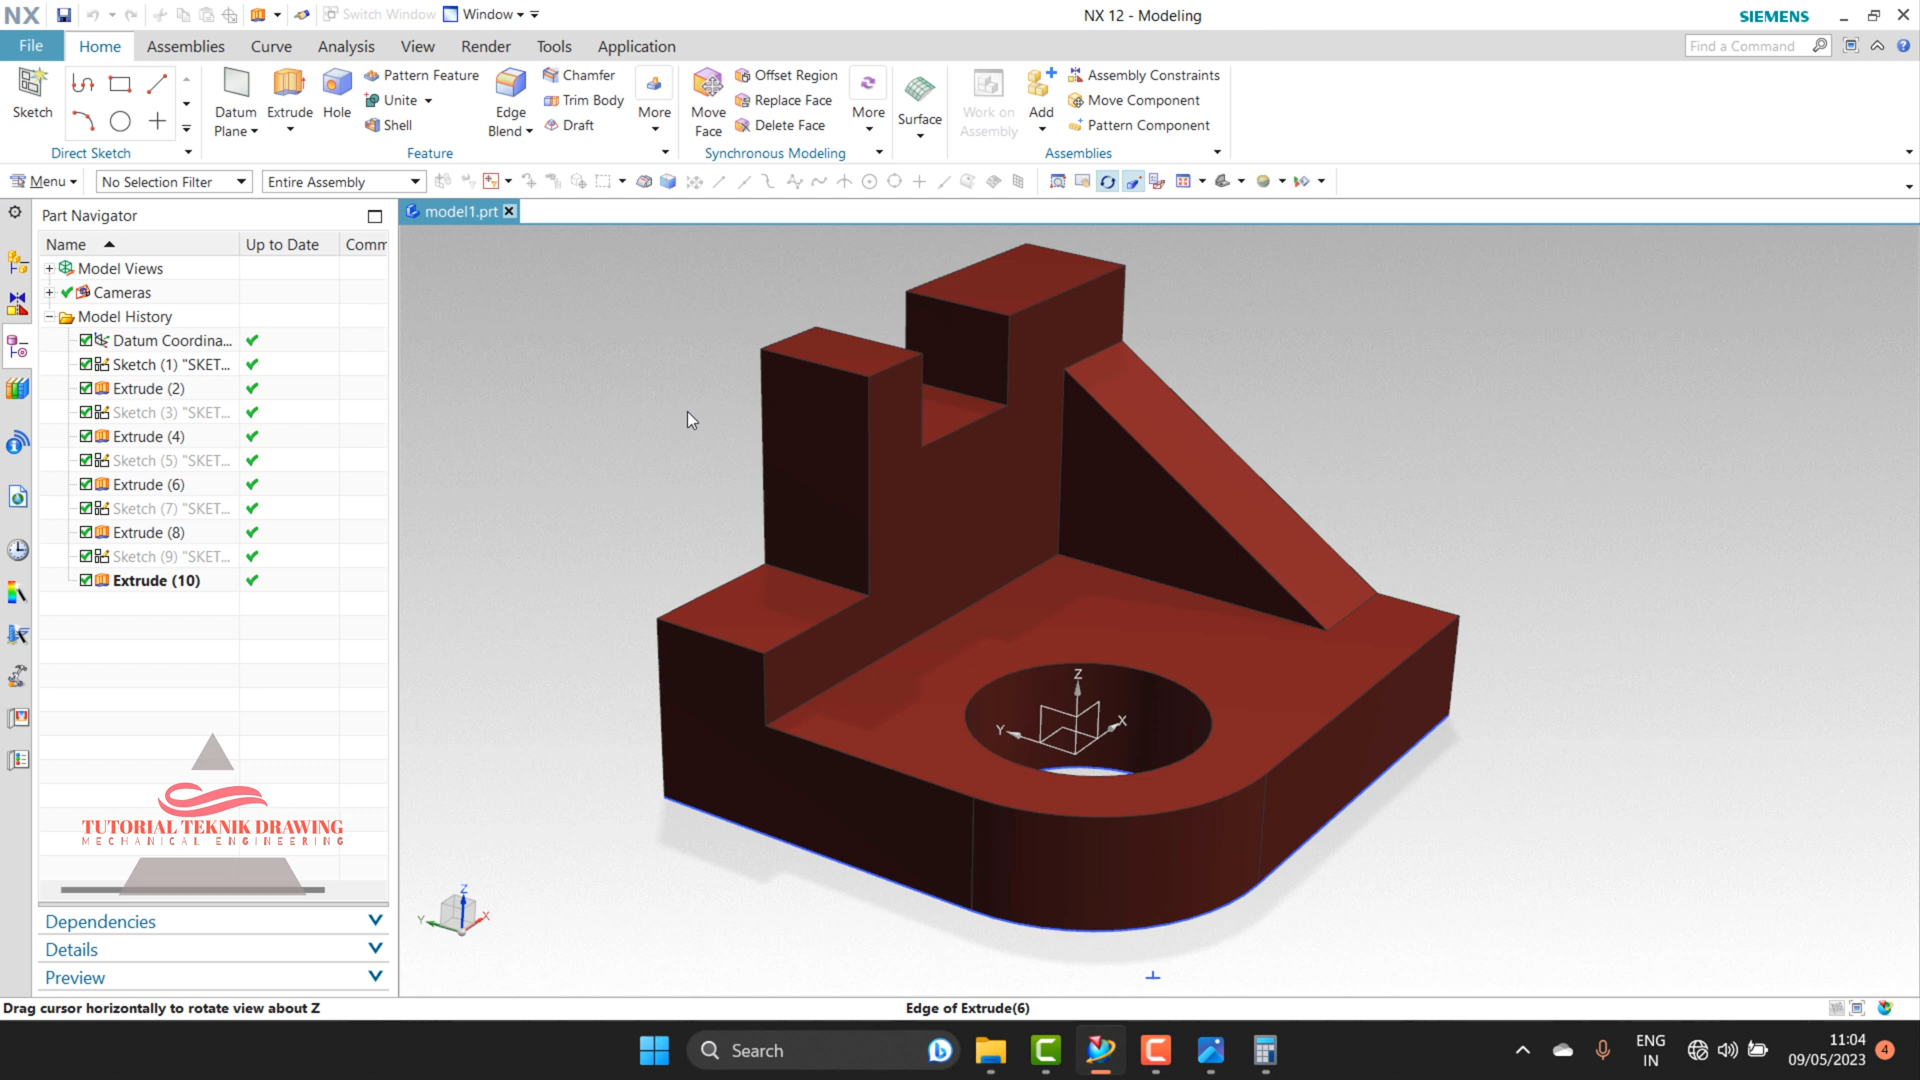 NX
Switch Window
Window
NX 12 - Modeling
SIEMENS
File
Home
Assemblies
Curve
Analysis
View
Render
Tools
Application
Find a Command
Sketch
Direct Sketch
Datum Plane
Extrude
Hole
Pattern Feature
Unite
Shell
Edge Blend
Chamfer
Trim Body
Draft
More
Feature
Move Face
Offset Region
Replace Face
Delete Face
More
Synchronous Modeling
Surface
Work on Assembly
Add
Assembly Constraints
Move Component
Pattern Component
Assemblies
Menu
No Selection Filter
Entire Assembly
Part Navigator
model1.prt
Name
Up to Date
Comm
Model Views
Cameras
Model History
Datum Coordina...
Sketch (1) "SKET...
Extrude (2)
Sketch (3) "SKET...
Extrude (4)
Sketch (5) "SKET...
Extrude (6)
Sketch (7) "SKET...
Extrude (8)
Sketch (9) "SKET...
Extrude (10)
Z
Y
X
TUTORIAL TEKNIK DRAWING
MECHANICAL ENGINEERING
Z
Y
X
Dependencies
Details
Preview
Drag cursor horizontally to rotate view about Z
Edge of Extrude(6)
Search
ENG
IN
11:04
09/05/2023
4